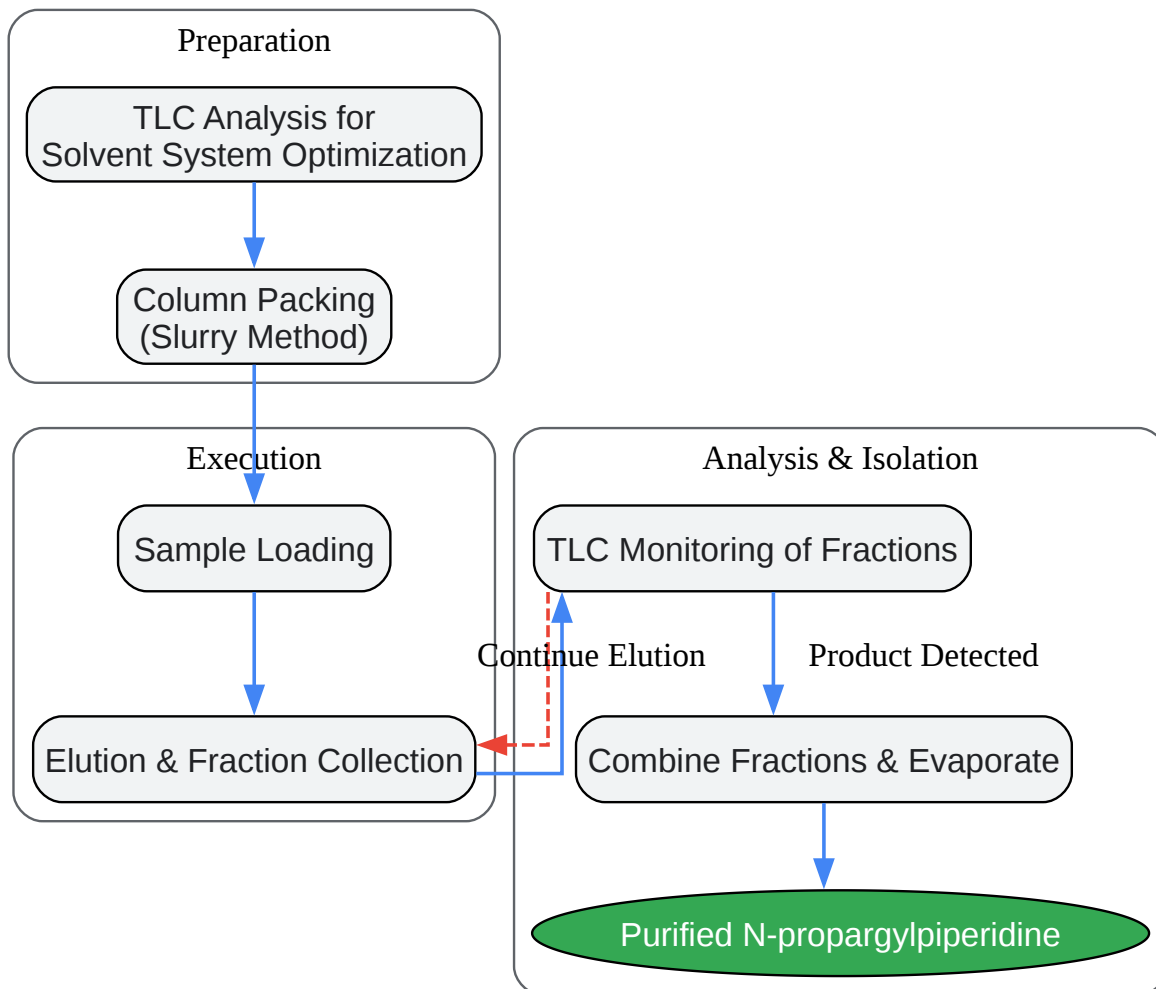 Preparation
TLC Analysis for
Solvent System Optimization
Column Packing
(Slurry Method)
Execution
Sample Loading
Elution & Fraction Collection
Analysis & Isolation
TLC Monitoring of Fractions
Continue Elution
Product Detected
Combine Fractions & Evaporate
Purified N-propargylpiperidine